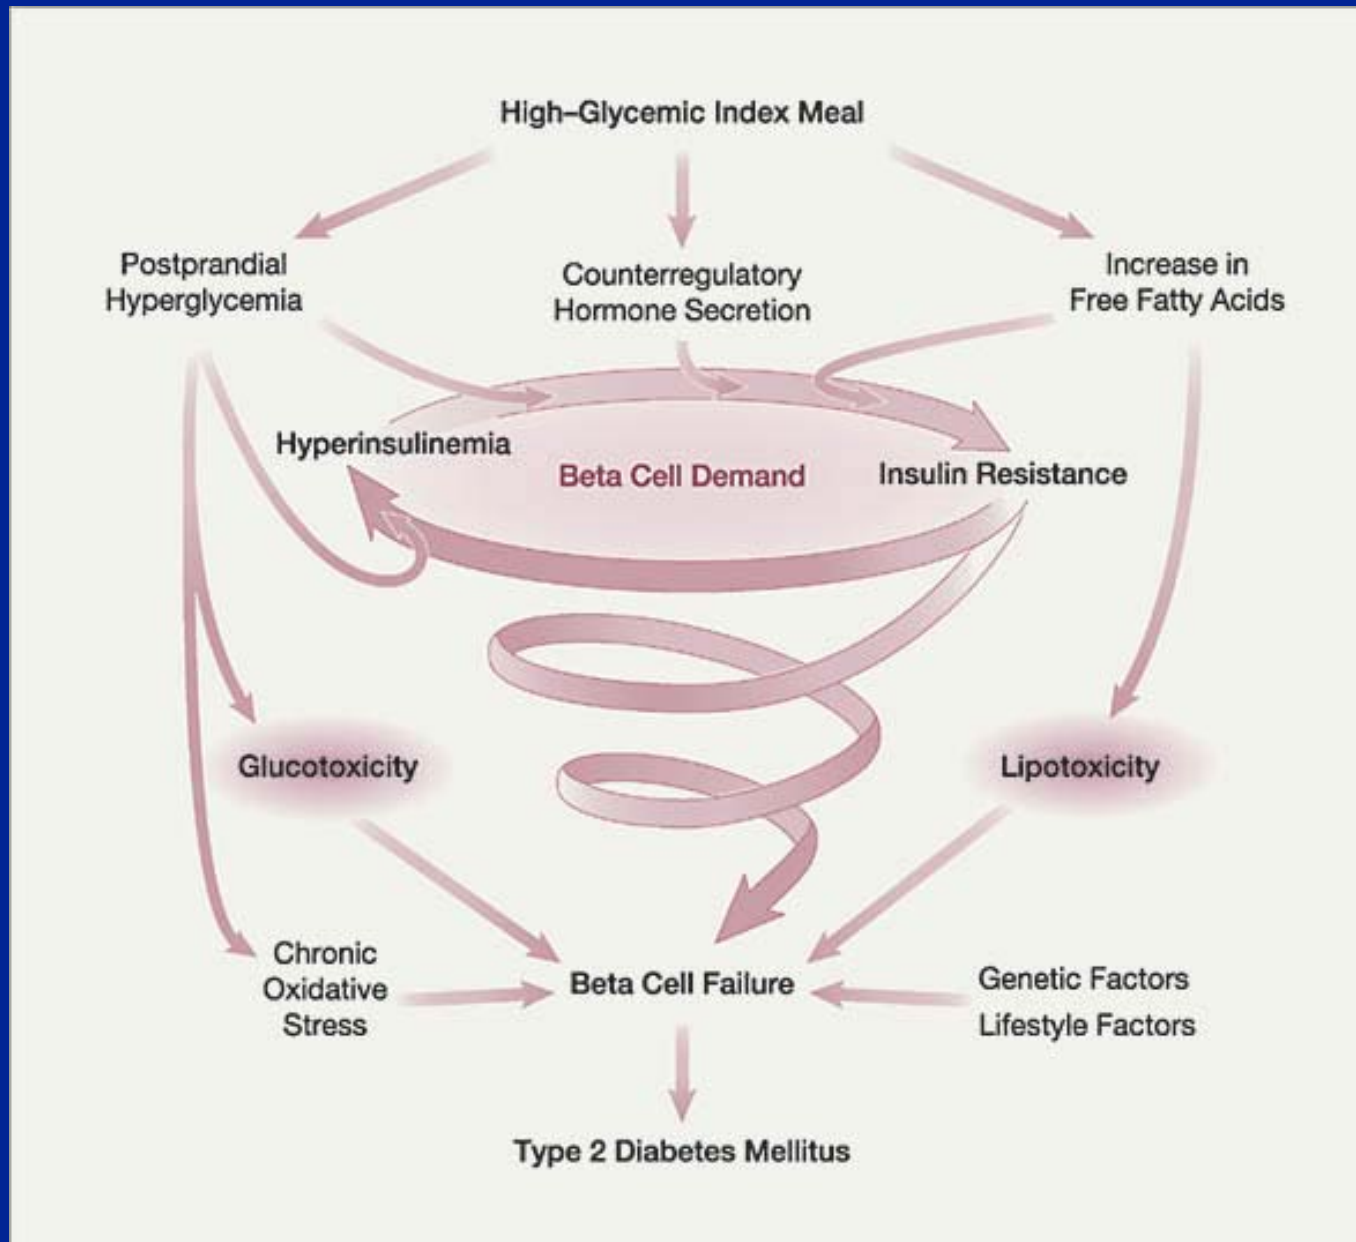 High–Glycemic Index Meal
Postprandial
Hyperglycemia
Counterregulatory
Hormone Secretion
Increase in
Free Fatty Acids
Hyperinsulinemia
Beta Cell Demand
Insulin Resistance
Glucotoxicity
Lipotoxicity
Chronic
Oxidative
Stress
Beta Cell Failure
Genetic Factors
Lifestyle Factors
Type 2 Diabetes Mellitus